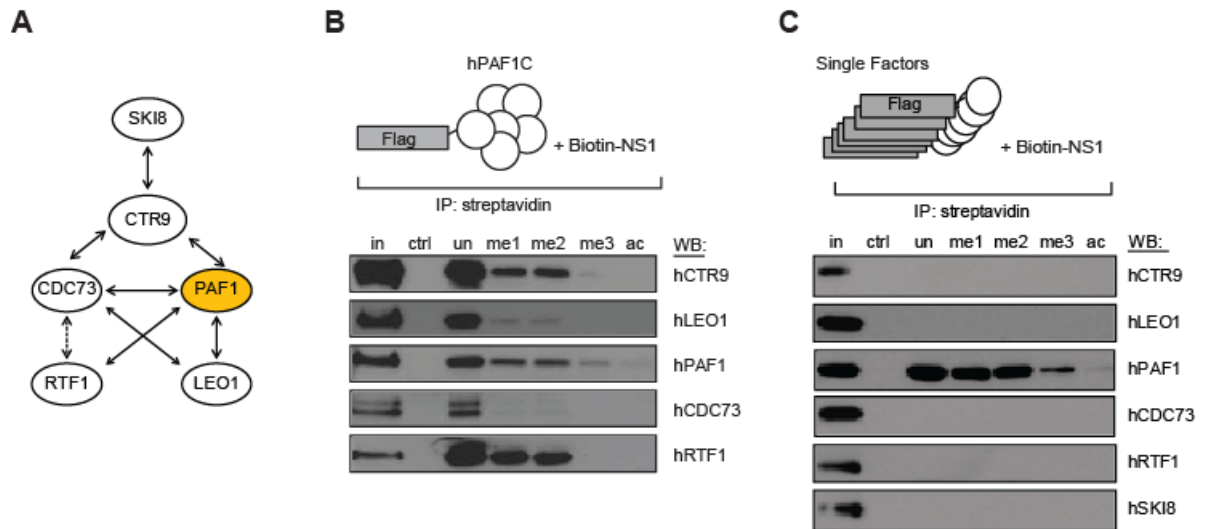 A
SKI8
CTR9
CDC73
PAF1
RTF1
LEO1
B
hPAF1C
Flag
+ Biotin-NS1
IP: streptavidin
in ctrl un me1 me2 me3 ac WB:
hCTR9
hLEO1
hPAF1
hCDC73
hRTF1
C
Single Factors
Flag
+ Biotin-NS1
IP: streptavidin
in ctrl un me1 me2 me3 ac WB:
hCTR9
hLEO1
hPAF1
hCDC73
hRTF1
hSKI8